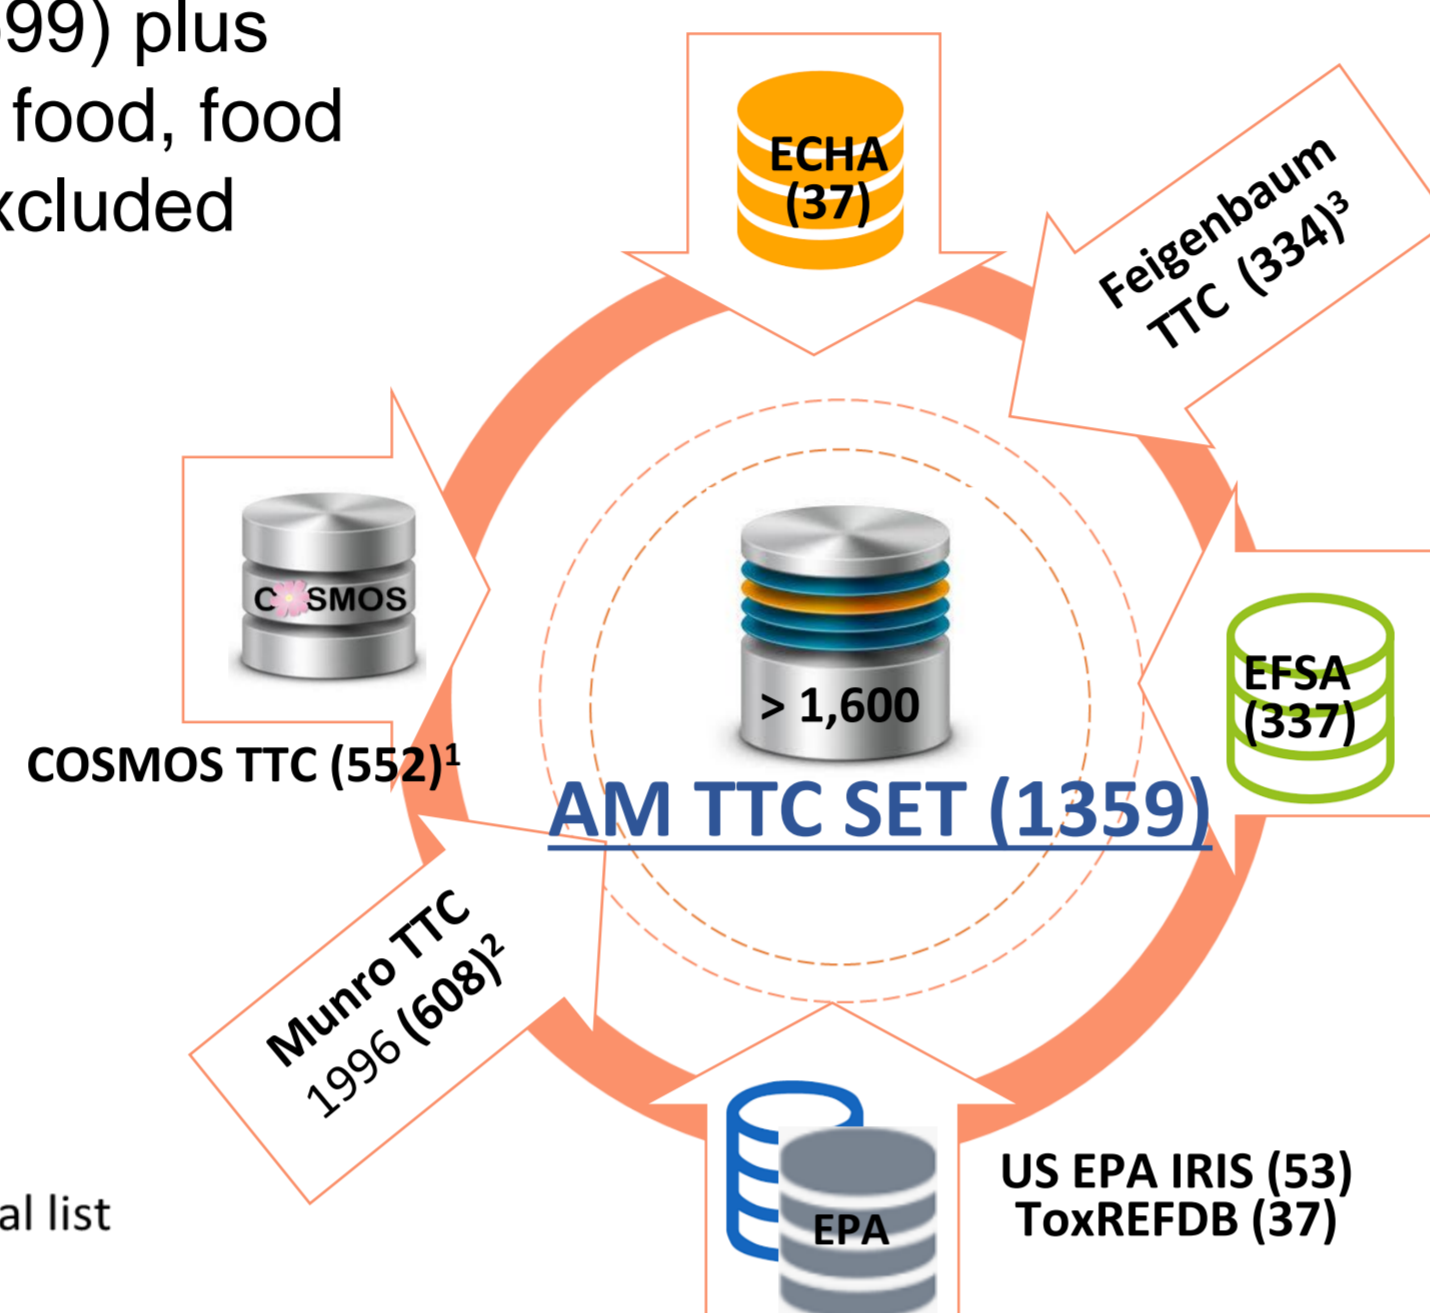 99) plus
food, food
xcluded
ECHA
(37)
Feigenbaum
TTC (334)³
COSMOS
COSMOS TTC (552)¹
> 1,600
AM TTC SET (1359)
EFSA
(337)
Munro TTC
1996 (608)²
EPA
US EPA IRIS (53)
ToxREFDB (37)
al list